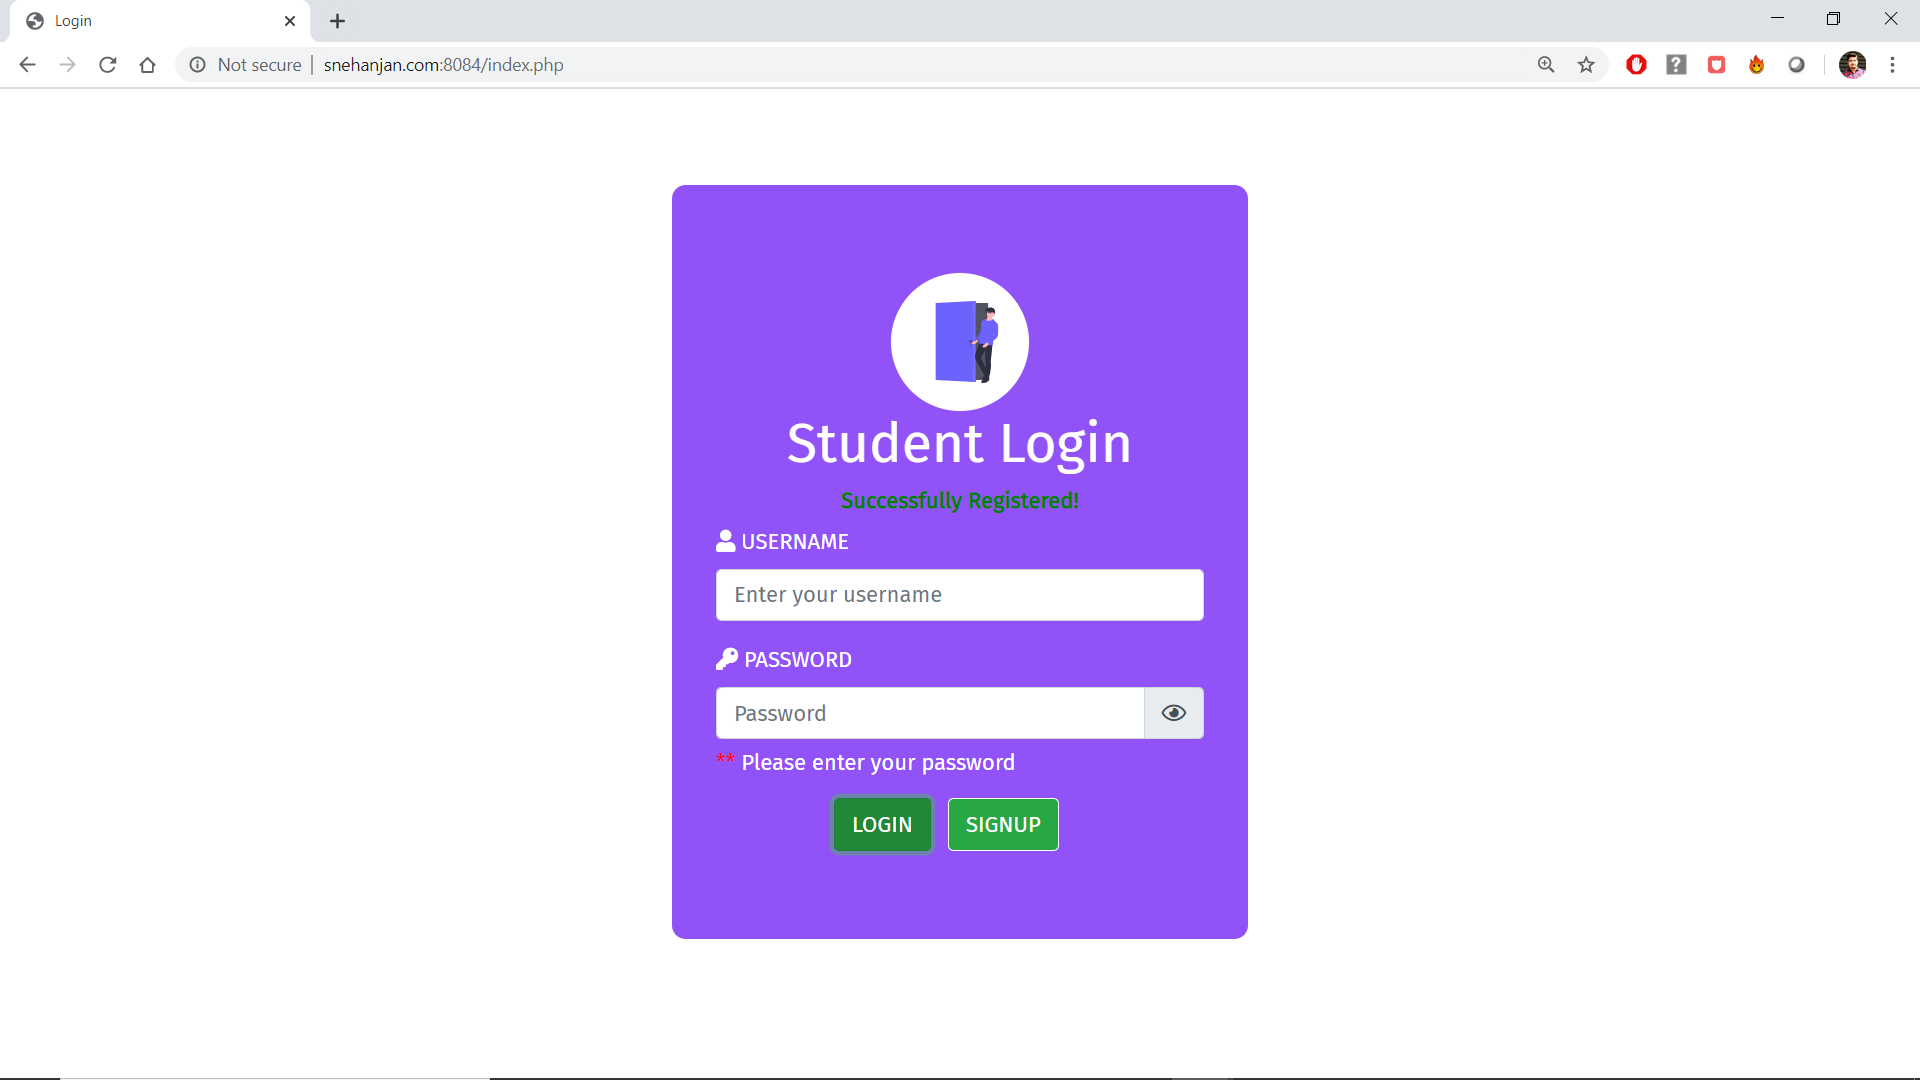 Login
Not secure | snehanjan.com:8084/index.php
Student Login
Successfully Registered!
USERNAME
Enter your username
PASSWORD
Password
** Please enter your password
LOGIN SIGNUP